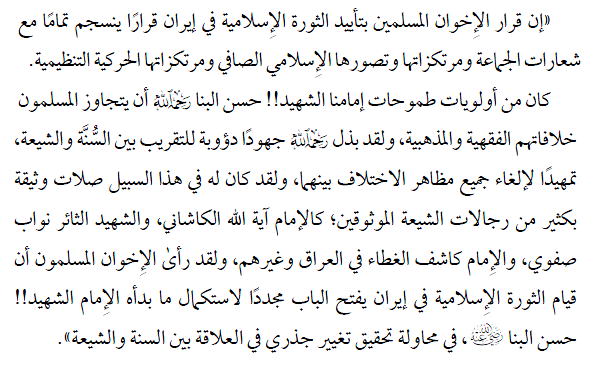 «إن قرار الإخوان المسلمين بتأييد الثورة الإسلامية في إيران قرارًا ينسجم تمامًا مع
شعارات الجماعة ومرتكزاتها وتصورها الإسلامي الصافي ومرتكزاتها الحركية التنظيمية.
كان من أولويات طموحات إمامنا الشهيد!! حسن البنا رحمه الله أن يتجاوز المسلمون
خلافاتهم الفقهية والمذهبية، ولقد بذل رحمه الله جهودًا دؤوبة للتقريب بين السُّنَّة والشيعة،
تمهيدًا لإلغاء جميع مظاهر الاختلاف بينهما، ولقد كان له في هذا السبيل صلات وثيقة
بكثير من رجالات الشيعة الموثوقين؛ كالإمام آية الله الكاشاني، والشهيد الثائر نواب
صفوي، والإمام كاشف الغطاء في العراق وغيرهم، ولقد رأىٰ الإخوان المسلمون أن
قيام الثورة الإسلامية في إيران يفتح الباب مجددًا لاستكمال ما بدأه الإمام الشهيد!!
حسن البنا رضي الله عنه، في محاولة تحقيق تغيير جذري في العلاقة بين السنة والشيعة».